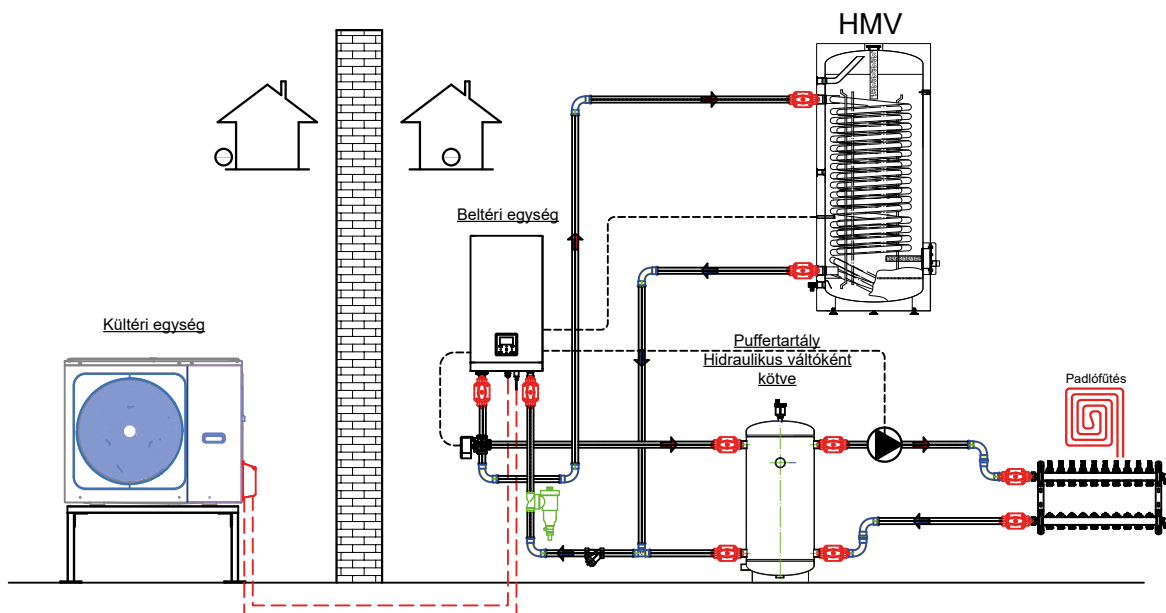 HMV
Beltéri egység
Kültéri egység
Puffertartály
Hidraulikus váltóként
kötve
Padlófűtés